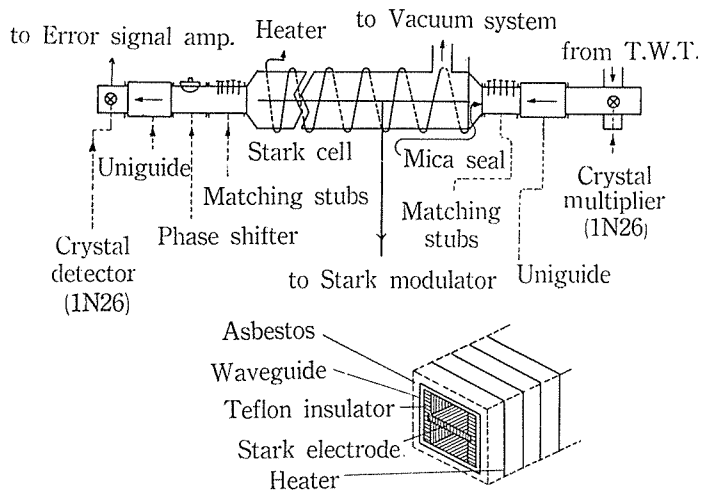 to Vacuum system
to Error signal amp.
Heater
from T.W.T.
Stark cell
Mica seal
Uniguide
Matching stubs
Matching
stubs
Crystal
multiplier
(1N26)
Phase shifter
Crystal
detector
(1N26)
to Stark modulator
Uniguide
Asbestos
Waveguide
Teflon insulator
Stark electrode
Heater